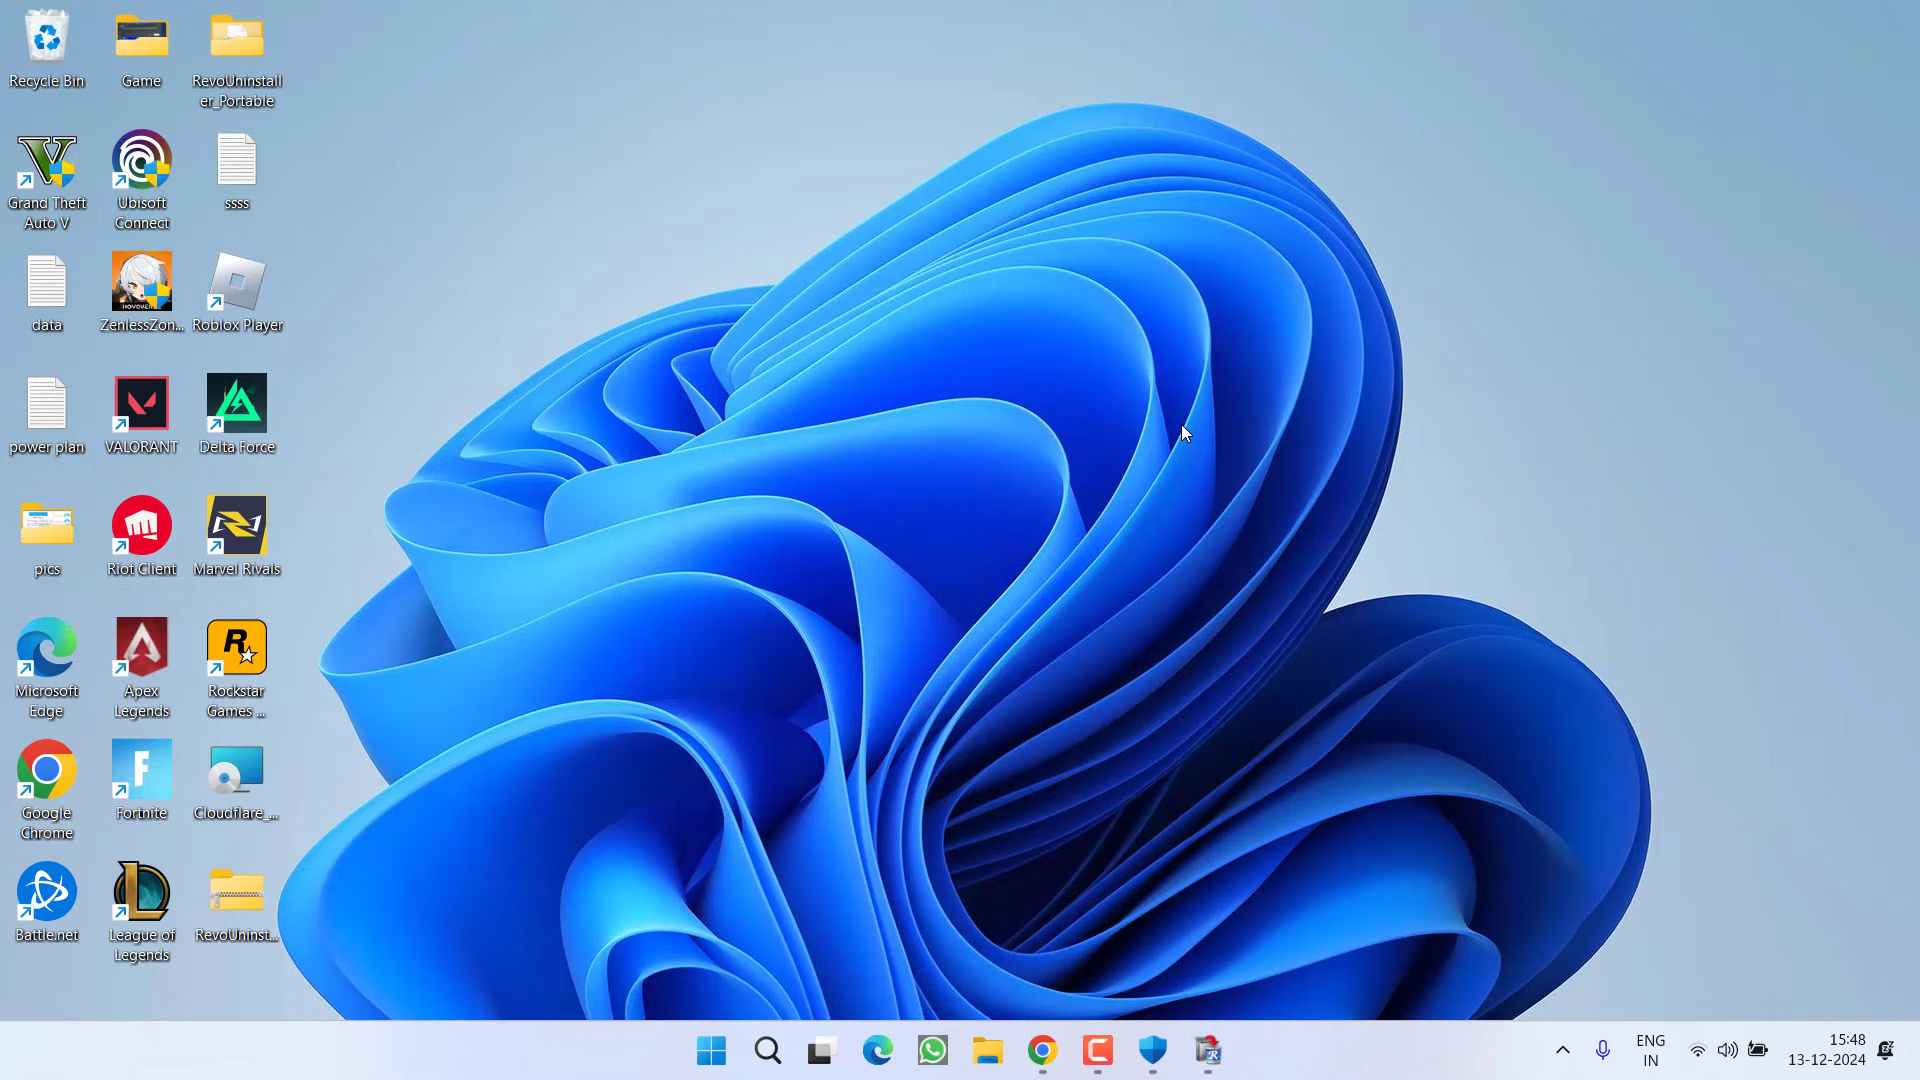 Recycle Bin
Game
RevoUninstall
er_Portable
Grand Theft
Auto V
Ubisoft
Connect
ssss
data
HOYOVERSE
ZenlessZon...
Roblox Player
power plan
VALORANT
Delta Force
pics
Riot Client
Marvel Rivals
Microsoft
Edge
Apex
Legends
Rockstar
Games ...
Google
Chrome
Fortnite
Cloudflare_...
Battle.net
League of
Legends
RevoUninst...
ENG
IN
15:48
13-12-2024